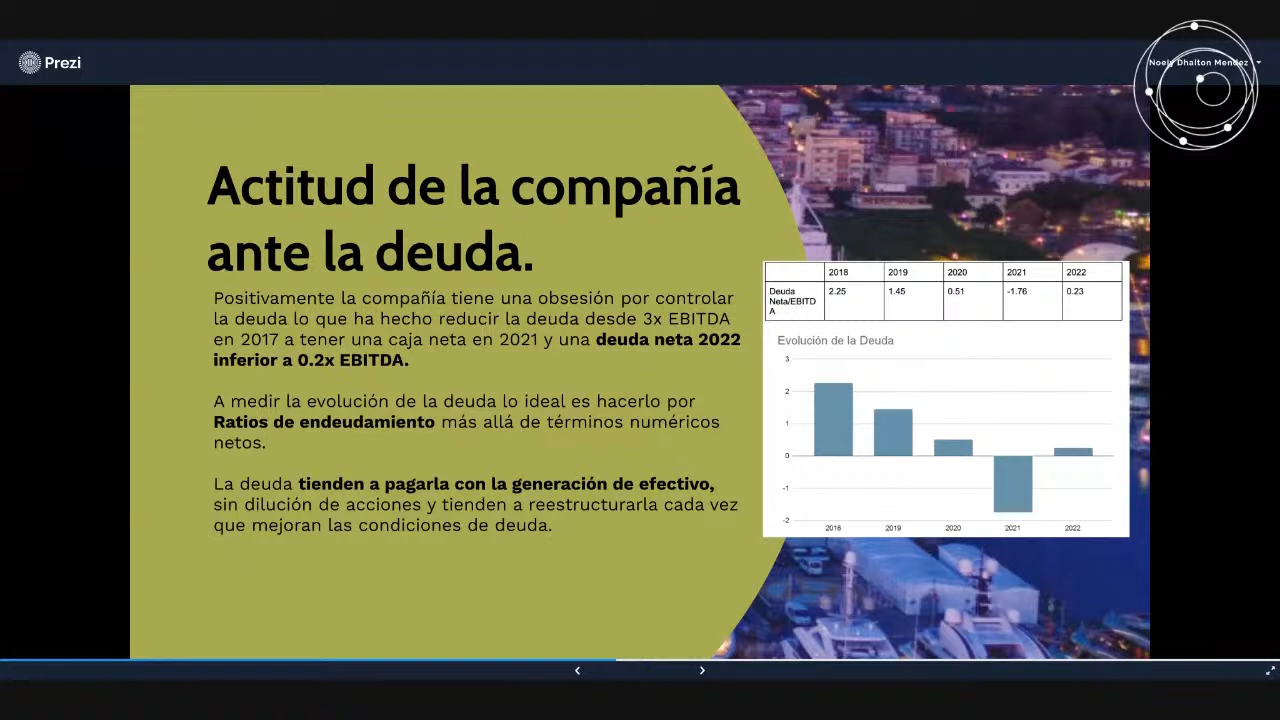 Prezi
Noely Dhalton Mendez
Actitud de la compañía
ante la deuda.
Positivamente la compañía tiene una obsesión por controlar
la deuda lo que ha hecho reducir la deuda desde 3x EBITDA
en 2017 a tener una caja neta en 2021 y una deuda neta 2022
inferior a 0.2x EBITDA.
A medir la evolución de la deuda lo ideal es hacerlo por
Ratios de endeudamiento más allá de términos numéricos
netos.
La deuda tienden a pagarla con la generación de efectivo,
sin dilución de acciones y tienden a reestructurarla cada vez
que mejoran las condiciones de deuda.
2018 2019 2020 2021 2022
Deuda 2.25 1.45 0.51 -1.76 0.23
Neta/EBITD
A
Evolución de la Deuda
3
2
1
0
-1
-2
2018 2019 2020 2021 2022